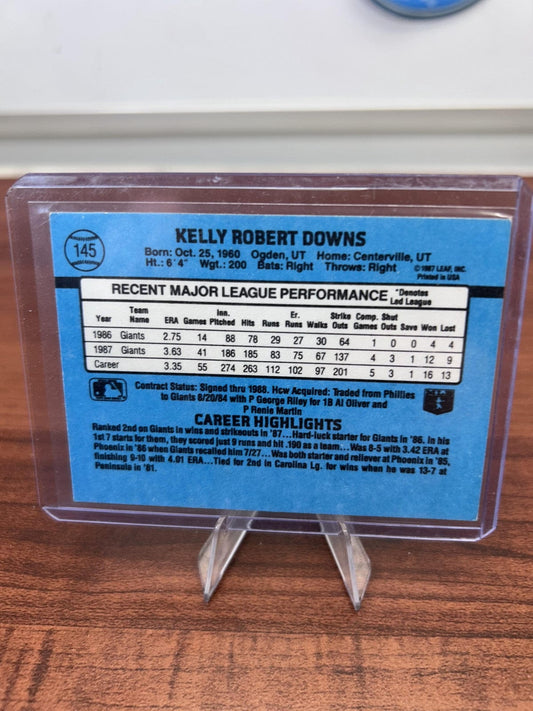 145
KELLY ROBERT DOWNS
Born: Oct. 25, 1960 Ogden, UT Home: Centerville, UT
Ht.: 6'4" Wgt.: 200 Bats: Right Throws: Right
© 1987 LEAF, INC.
Printed in USA
RECENT MAJOR LEAGUE PERFORMANCE
*Denotes
Led League
Year Team Name ERA Games Inn. Pitched Hits Runs Er. Runs Walks Strike Outs Comp. Games Shut Outs Save Won Lost
1986 Giants 2.75 14 88 78 29 27 30 64 1 0 0 4 4
1987 Giants 3.63 41 186 185 83 75 67 137 4 3 1 12 9
Career 3.35 55 274 263 112 102 97 201 5 3 1 16 13
Contract Status: Signed thru 1988. How Acquired: Traded from Phillies
to Giants 8/20/84 with P George Riley for 1B Al Oliver and
P Renie Martin
CAREER HIGHLIGHTS
Ranked 2nd on Giants in wins and strikeouts in '87...Hard-luck starter for Giants in '86. In his
1st 7 starts for them, they scored just 9 runs and hit .190 as a team...Was 8-5 with 3.42 ERA at
Phoenix in '86 when Giants recalled him 7/27...Was both starter and reliever at Phoenix in '85,
finishing 9-10 with 4.01 ERA...Tied for 2nd in Carolina Lg. for wins when he was 13-7 at
Peninsula in '81.